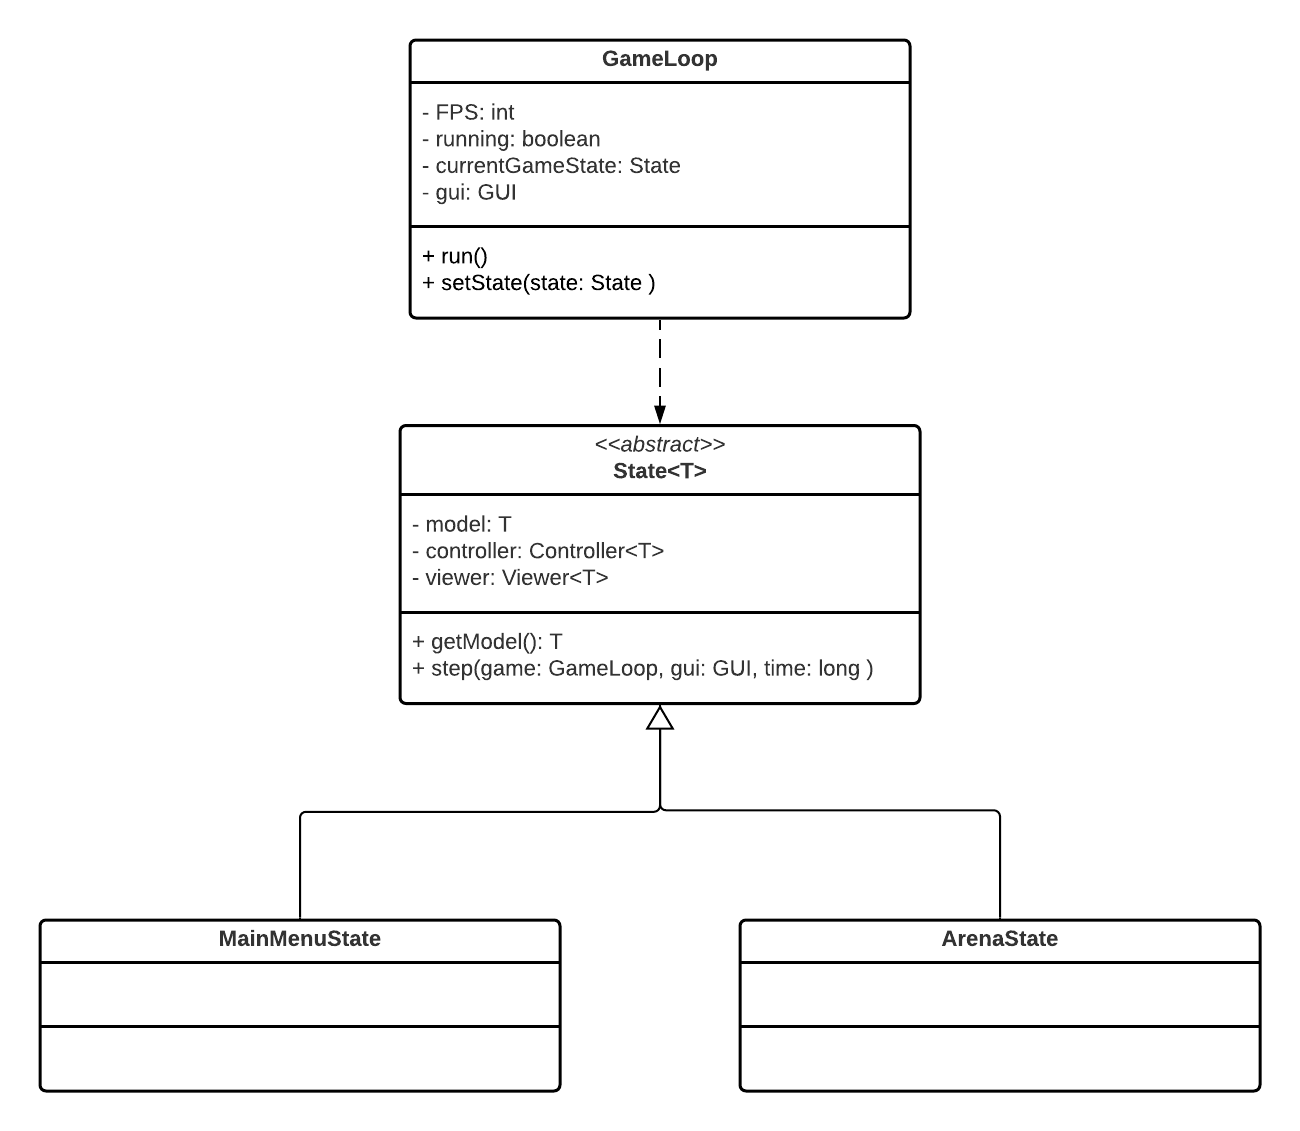 GameLoop
- FPS: int
- running: boolean
- currentGameState: State
- gui: GUI
+ run()
+ setState(state: State )
<<abstract>>
State<T>
- model: T
- controller: Controller<T>
- viewer: Viewer<T>
+ getModel(): T
+ step(game: GameLoop, gui: GUI, time: long )
MainMenuState
ArenaState